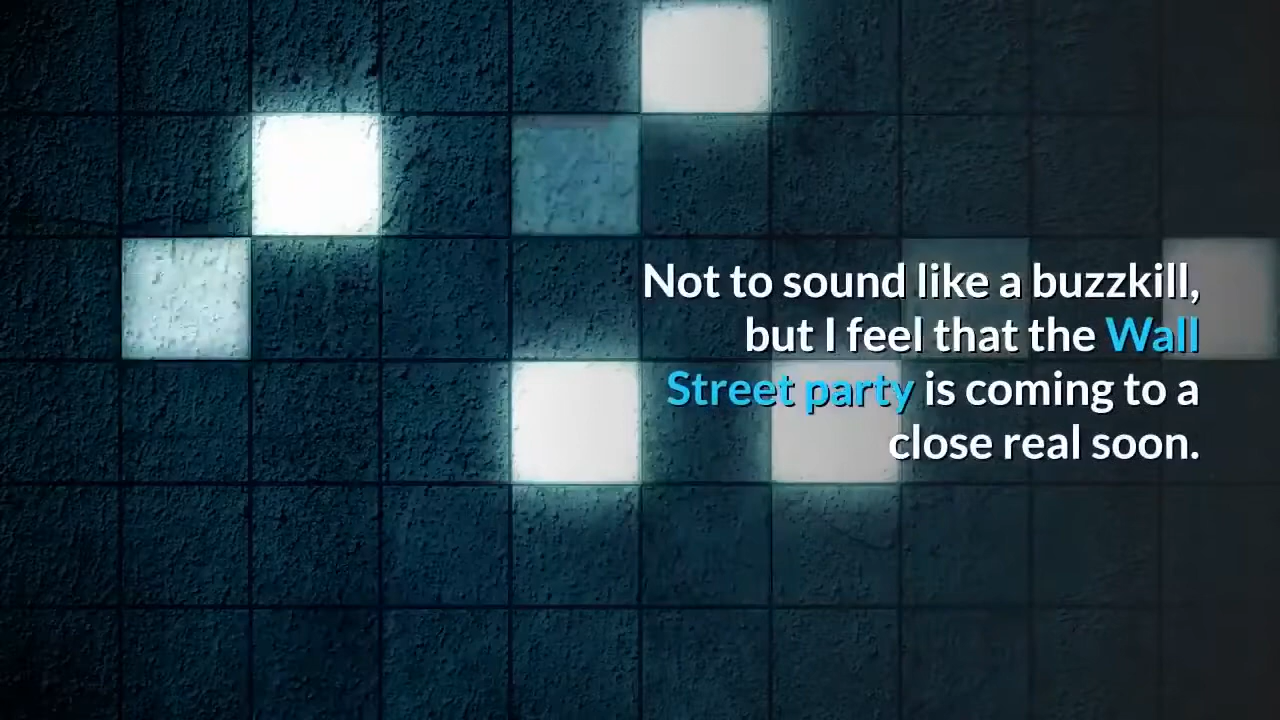 Not to sound like a buzzkill,
but I feel that the Wall
Street party is coming to a
close real soon.